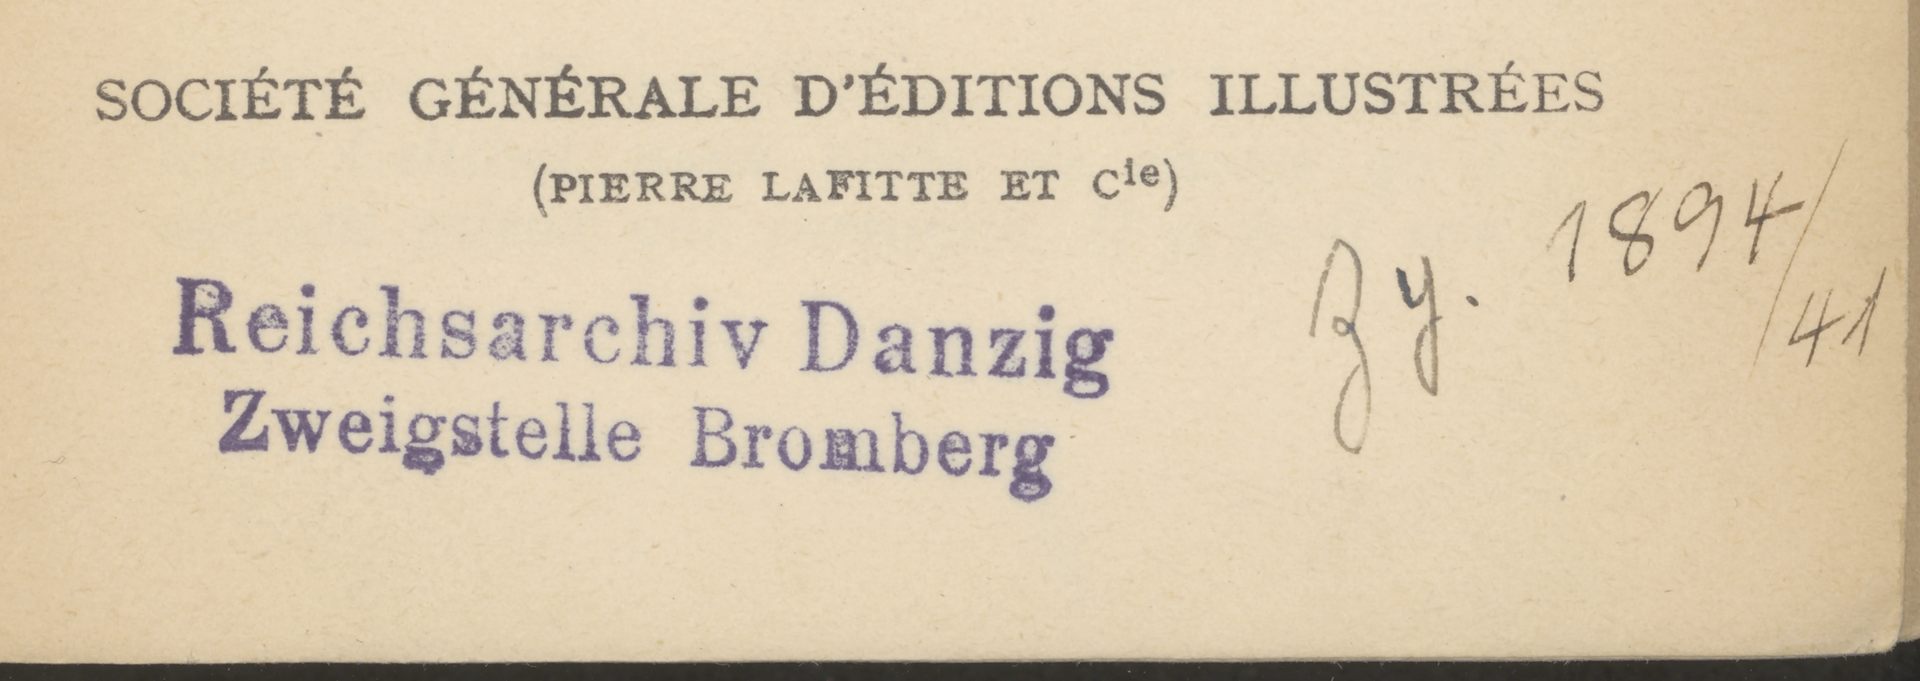 SOCIÉTÉ GÉNÉRALE D'ÉDITIONS ILLUSTRÉES
(PIERRE LAFITTE ET Cie)
Reichsarchiv Danzig
Zweigstelle Bromberg
Zy. 1894/41